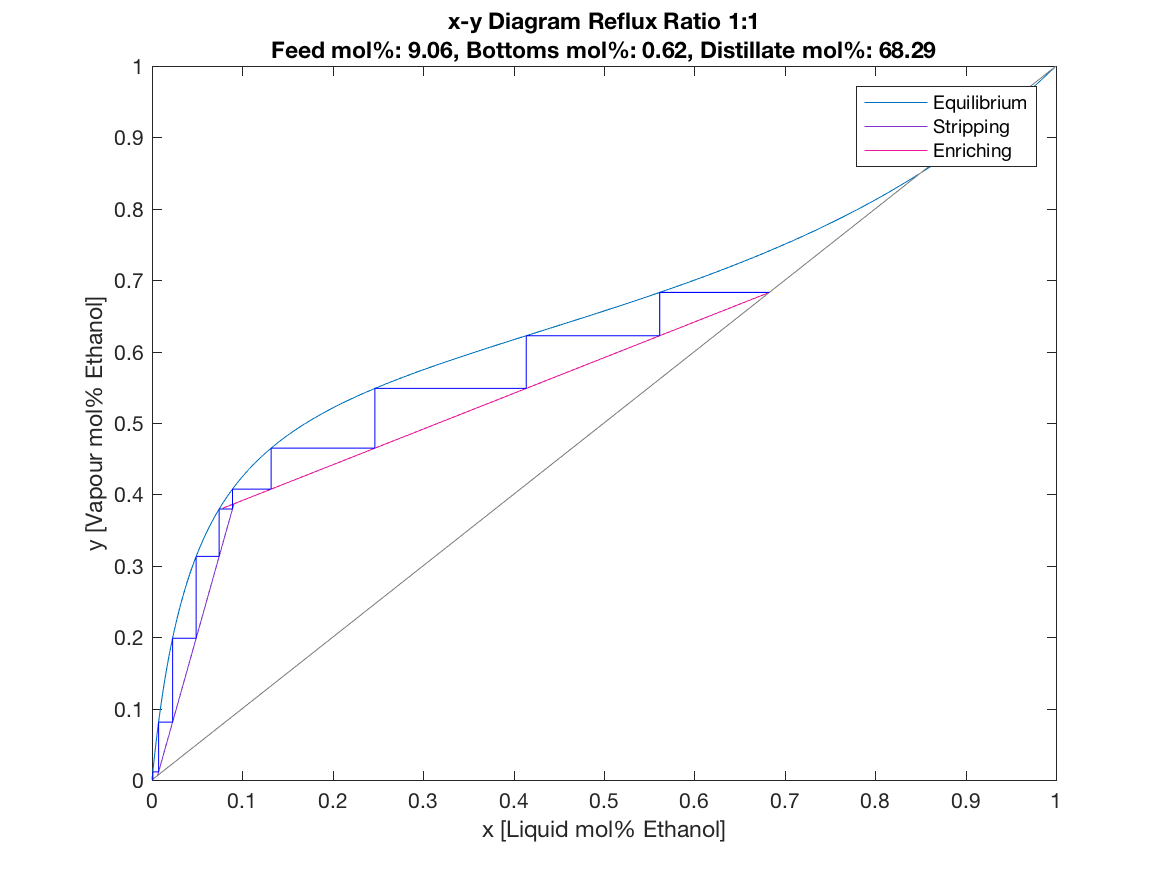 x-y Diagram Reflux Ratio 1:1
Feed mol%: 9.06, Bottoms mol%: 0.62, Distillate mol%: 68.29
Equilibrium
Stripping
Enriching
y [Vapour mol% Ethanol]
1
0.9
0.8
0.7
0.6
0.5
0.4
0.3
0.2
0.1
0
0 0.1 0.2 0.3 0.4 0.5 0.6 0.7 0.8 0.9 1
x [Liquid mol% Ethanol]